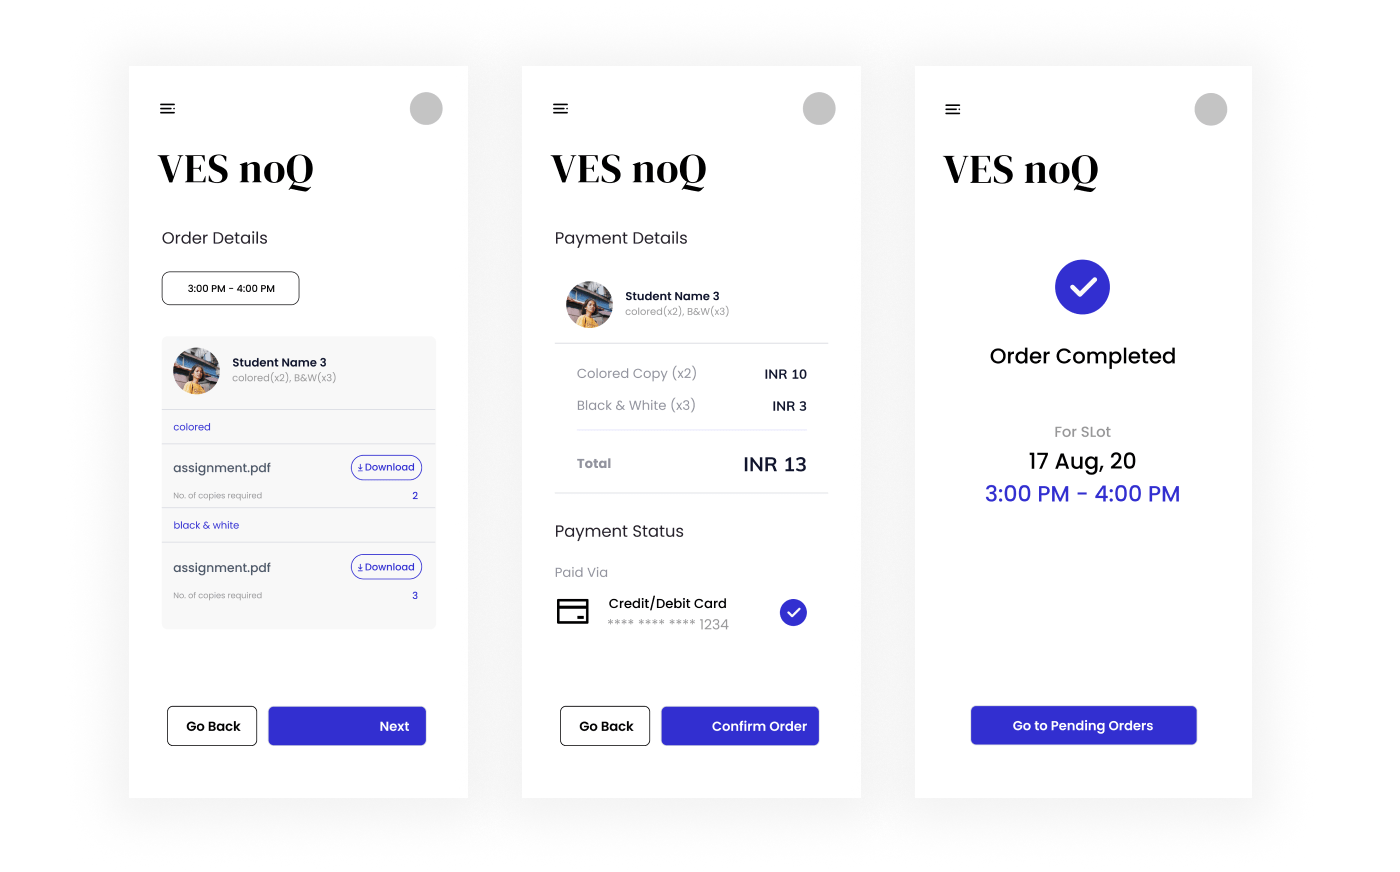 VES noQ
Order Details
3:00 PM - 4:00 PM
Student Name 3
colored(x2), B&W(x3)
colored
assignment.pdf
Download
No. of copies required
2
black & white
assignment.pdf
Download
No. of copies required
3
Go Back
Next
VES noQ
Payment Details
Student Name 3
colored(x2), B&W(x3)
Colored Copy (x2)
INR 10
Black & White (x3)
INR 3
Total
INR 13
Payment Status
Paid Via
Credit/Debit Card
**** **** **** 1234
Go Back
Confirm Order
VES noQ
Order Completed
For SLot
17 Aug, 20
3:00 PM - 4:00 PM
Go to Pending Orders